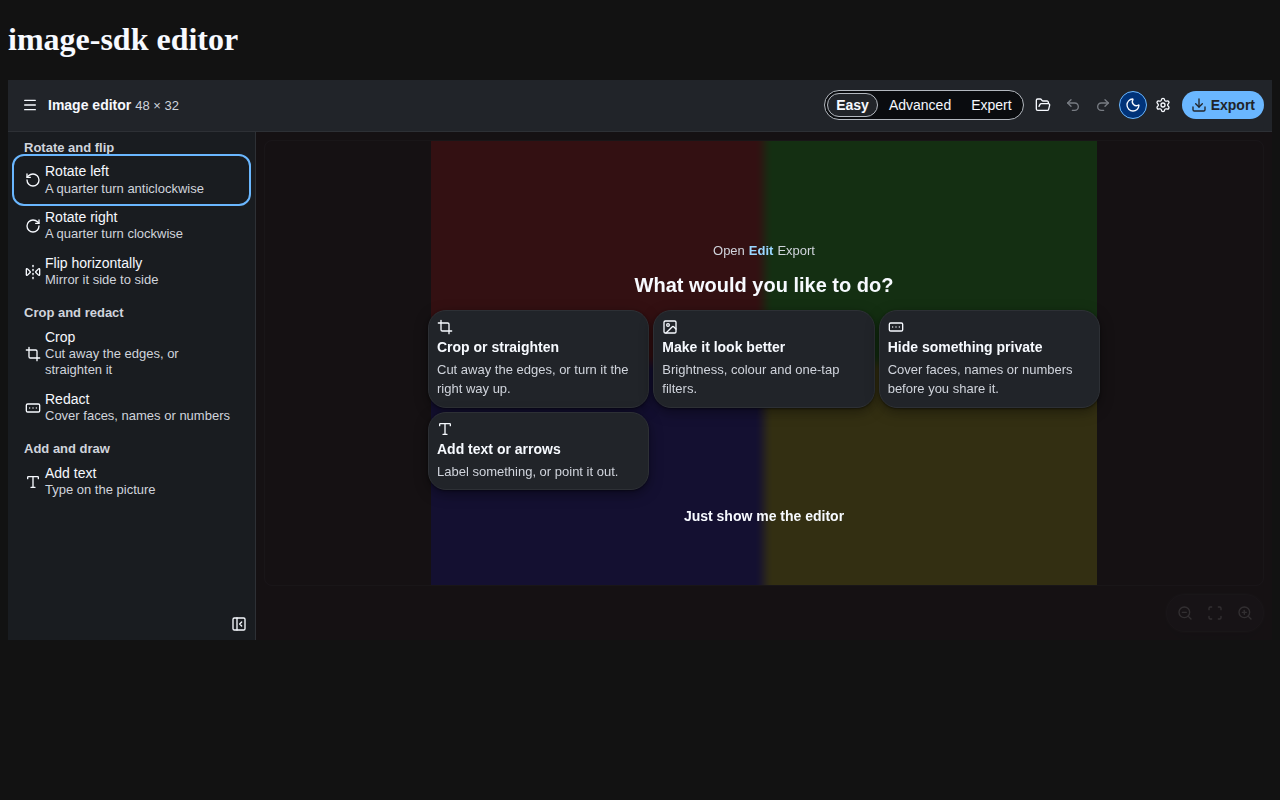 image-sdk editor
Image editor 48 × 32
Easy Advanced Expert
Export
Rotate and flip
Rotate left
A quarter turn anticlockwise
Rotate right
A quarter turn clockwise
Flip horizontally
Mirror it side to side
Crop and redact
Crop
Cut away the edges, or
straighten it
Redact
Cover faces, names or numbers
Add and draw
Add text
Type on the picture
Open Edit Export
What would you like to do?
Crop or straighten
Cut away the edges, or turn it the
right way up.
Make it look better
Brightness, colour and one-tap
filters.
Hide something private
Cover faces, names or numbers
before you share it.
Add text or arrows
Label something, or point it out.
Just show me the editor